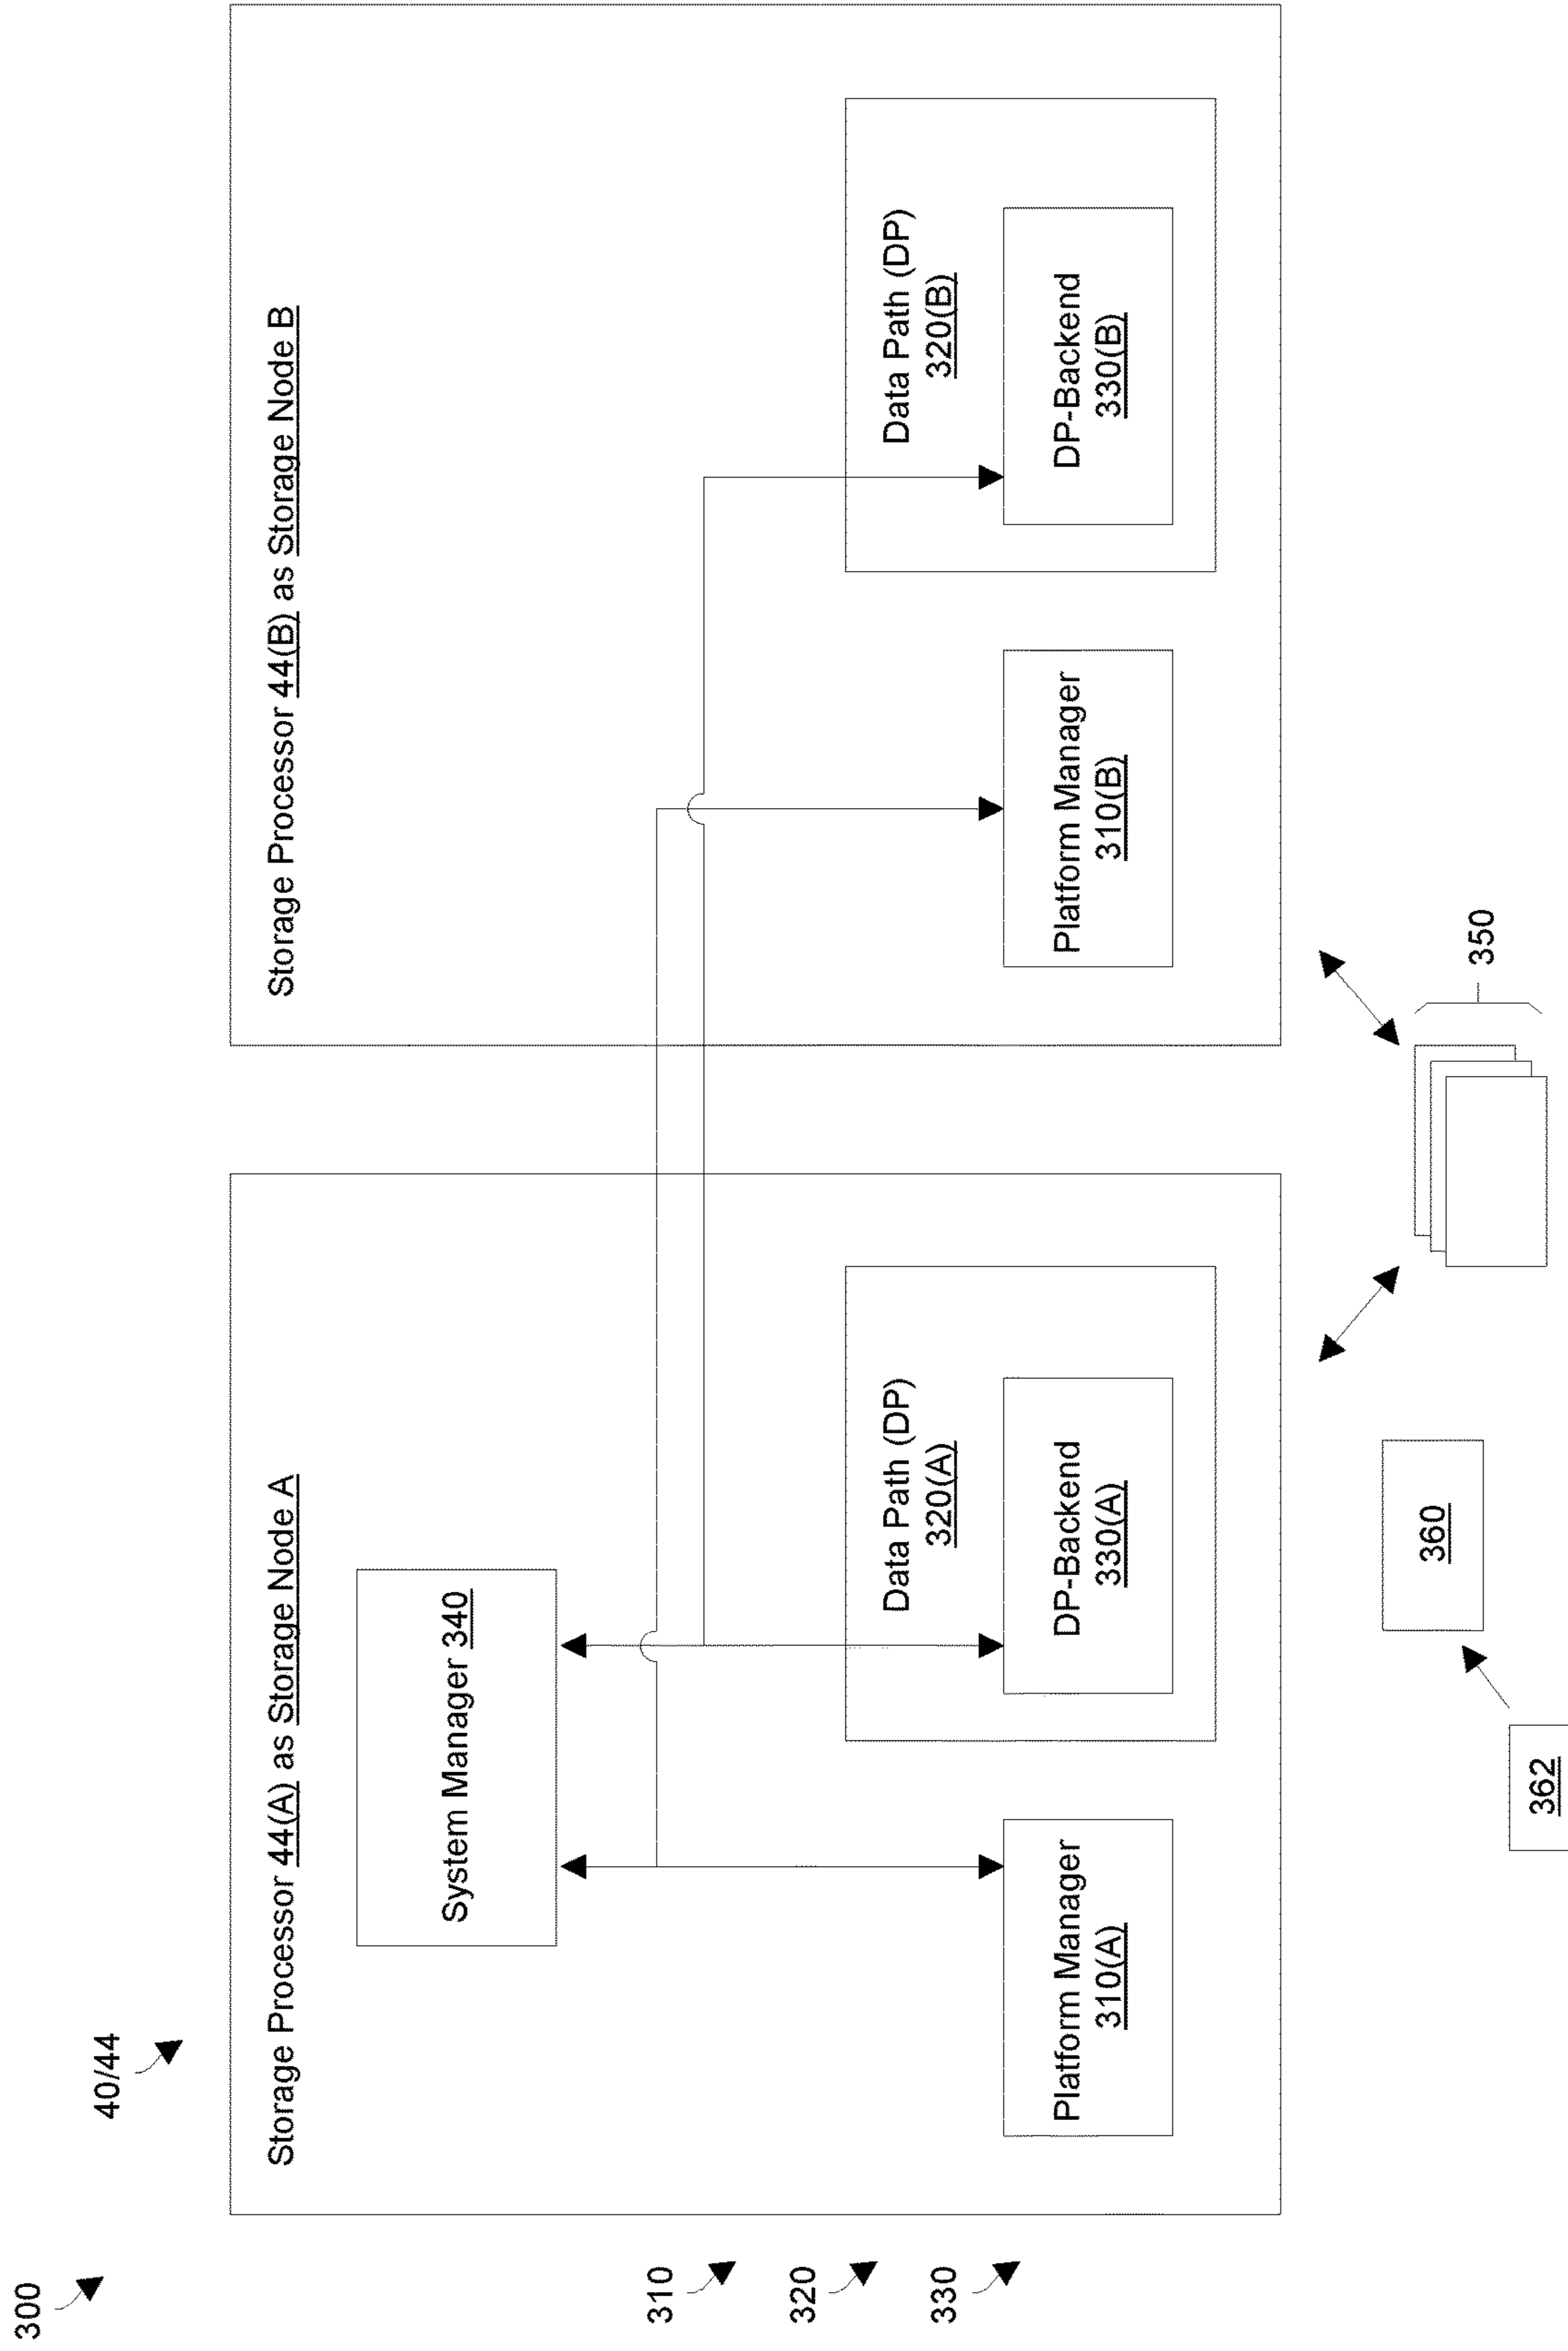 300
40/44
Storage Processor 44(A) as Storage Node A
System Manager 340
310
320
330
Platform Manager
310(A)
Data Path (DP)
320(A)
DP-Backend
330(A)
Storage Processor 44(B) as Storage Node B
Platform Manager
310(B)
Data Path (DP)
320(B)
DP-Backend
330(B)
362
360
350